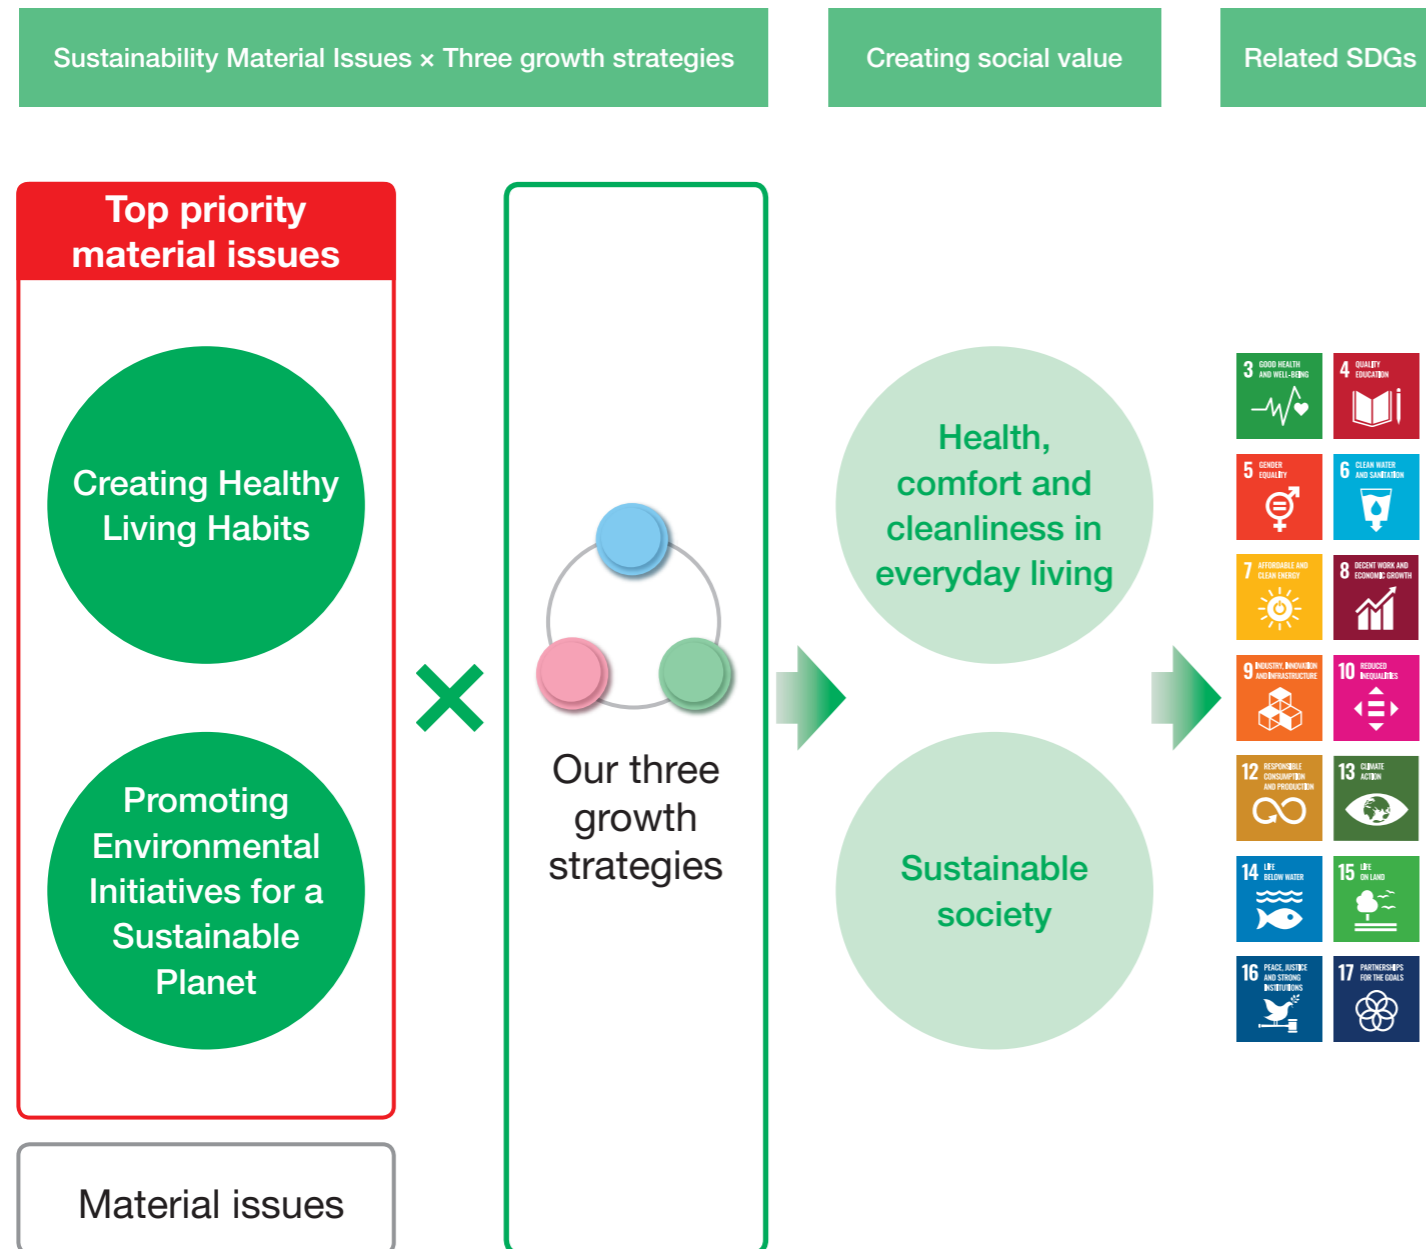 Sustainability Material Issues × Three growth strategies
Creating social value
Related SDGs
Top priority
material issues
Creating Healthy
Living Habits
Promoting
Environmental
Initiatives for a
Sustainable
Planet
Material issues
×
Our three
growth
strategies
Health,
comfort and
cleanliness in
everyday living
Sustainable
society
3 GOOD HEALTH
AND WELL-BEING
4 QUALITY
EDUCATION
5 GENDER
EQUALITY
6 CLEAN WATER
AND SANITATION
7 AFFORDABLE AND
CLEAN ENERGY
8 DECENT WORK AND
ECONOMIC GROWTH
9 INDUSTRY, INNOVATION
AND INFRASTRUCTURE
10 REDUCED
INEQUALITIES
12 RESPONSIBLE
CONSUMPTION
AND PRODUCTION
13 CLIMATE
ACTION
14 LIFE
BELOW WATER
15 LIFE
ON LAND
16 PEACE, JUSTICE
AND STRONG
INSTITUTIONS
17 PARTNERSHIPS
FOR THE GOALS